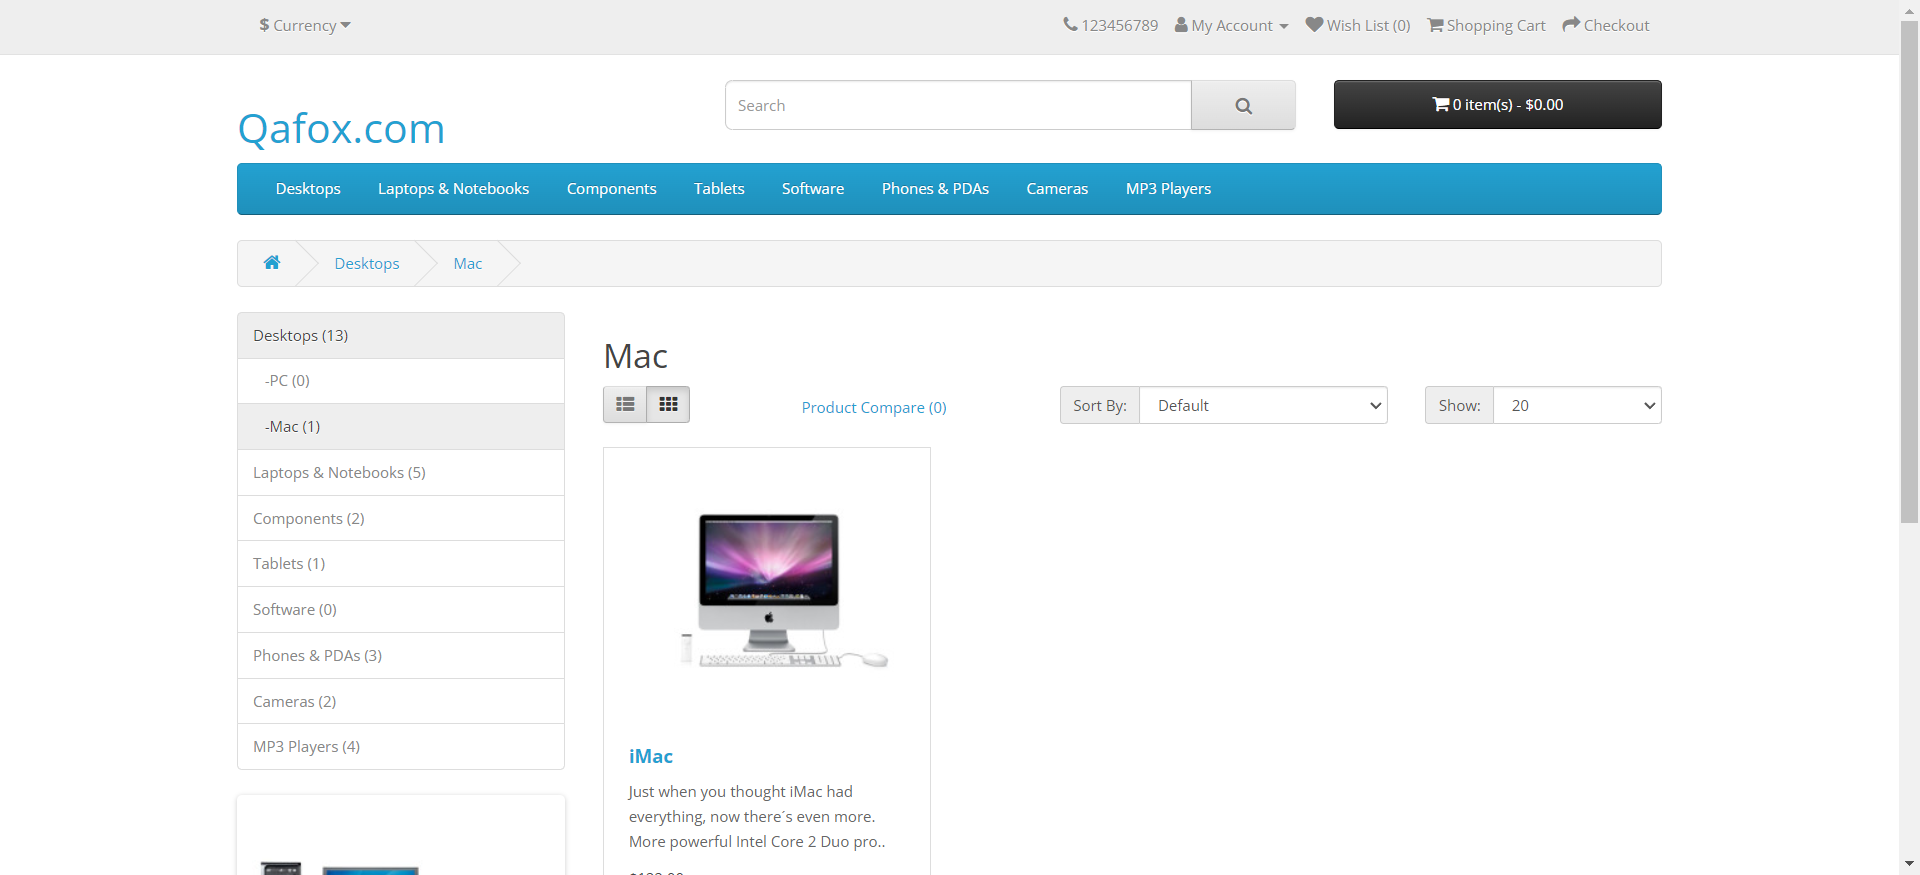 $ Currency
123456789 My Account Wish List (0) Shopping Cart Checkout
Qafox.com
Search
0 item(s) - $0.00
Desktops Laptops & Notebooks Components Tablets Software Phones & PDAs Cameras MP3 Players
Desktops Mac
Desktops (13)
-PC (0)
-Mac (1)
Laptops & Notebooks (5)
Components (2)
Tablets (1)
Software (0)
Phones & PDAs (3)
Cameras (2)
MP3 Players (4)
Mac
Product Compare (0) Sort By: Default Show: 20
iMac
Just when you thought iMac had
everything, now there´s even more.
More powerful Intel Core 2 Duo pro..